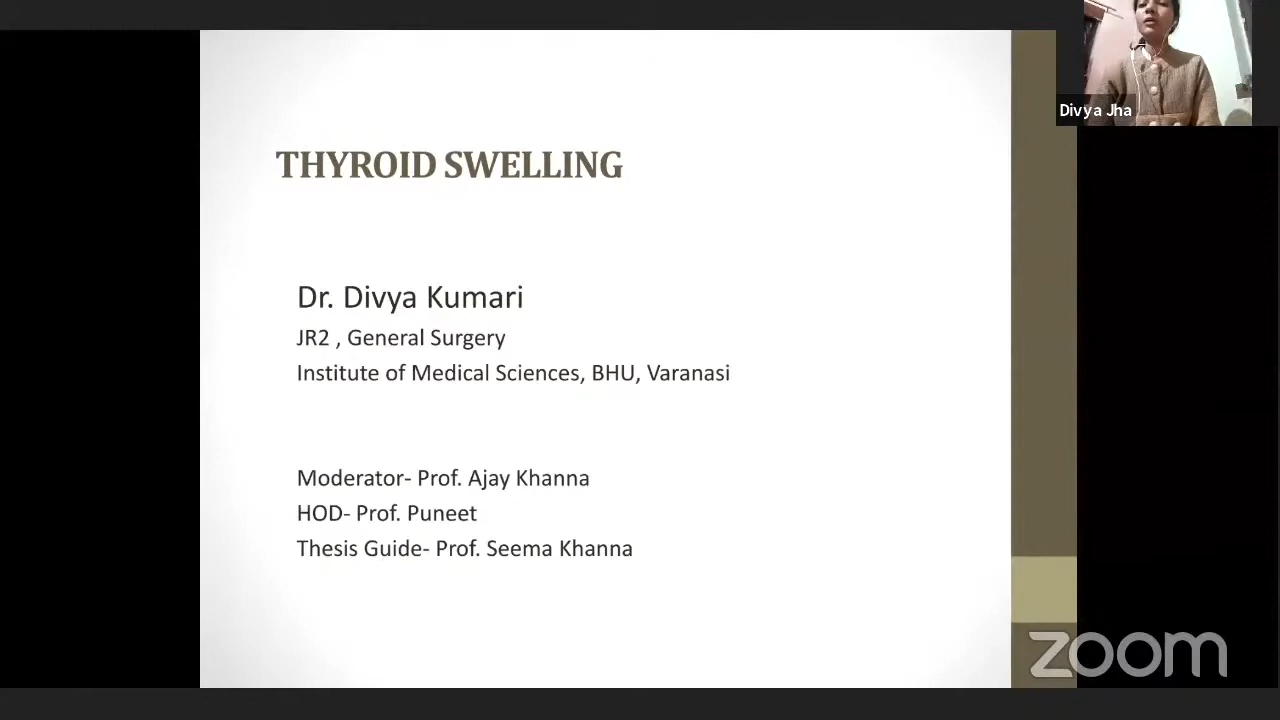 THYROID SWELLING
Dr. Divya Kumari
JR2 , General Surgery
Institute of Medical Sciences, BHU, Varanasi
Moderator- Prof. Ajay Khanna
HOD- Prof. Puneet
Thesis Guide- Prof. Seema Khanna
Divya Jha
zoom